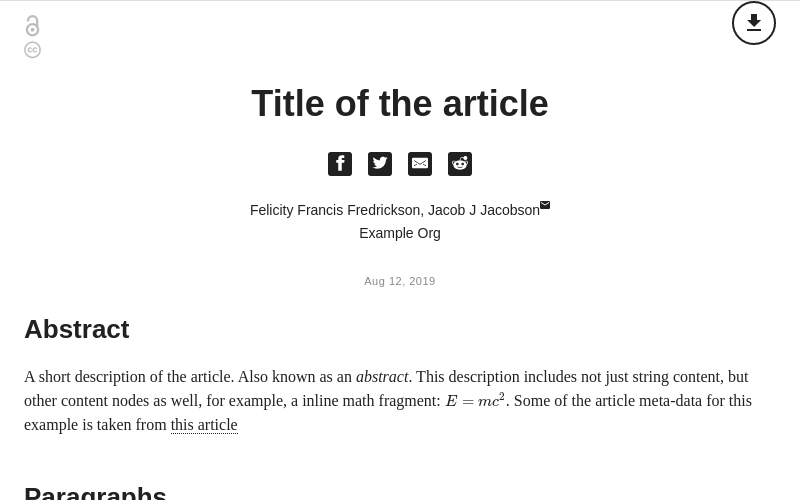 cc
Title of the article
Felicity Francis Fredrickson, Jacob J Jacobson
Example Org
Aug 12, 2019
Abstract
A short description of the article. Also known as an abstract. This description includes not just string content, but
other content nodes as well, for example, a inline math fragment: E = mc². Some of the article meta-data for this
example is taken from this article
Paragraphs